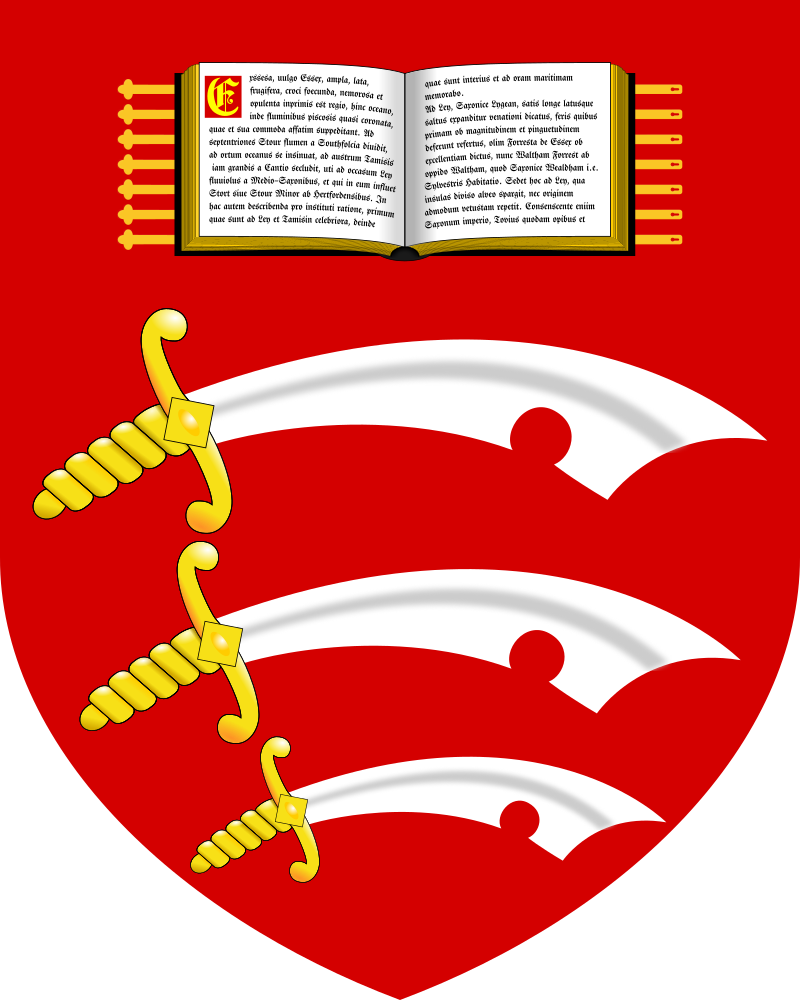 Essesa, uulgo Essex, ampla, lata,
frugifera, croci foecunda, nemorosa et
opulenta inprimis est regio, hinc oceano,
inde fluminibus piscosis quasi coronata,
quae et sua commoda affatim suppeditant. Ad
septentriones Stour flumen a Southfolcia diuidit,
ad ortum oceanus se insinuat, ad austrum Tamisis
iam grandis a Cantio secludit, uti ad occasum Ley
fluuiolus a Medio-Saxonibus, et qui in eum influet
Stort siue Stour Minor ab Hertfordensibus. In
hac autem describenda pro instituti ratione, primum
quae sunt ad Ley et Tamisin celebriora, deinde
quae sunt interius et ad oram maritimam
memorabo.
Ad Ley, Saxonice Lygean, satis longe latusque
saltus expanditur venationi dicatus, feris quibus
primam ob magnitudinem et pinguetudinem
deferunt refertus, olim Forresta de Essex ob
excellentiam dictus, nunc Waltham Forrest ab
oppido Waltham, quod Saxonice Wealdham i.e.
Sylvestris Habitatio. Sedet hoc ad Ley, qua
insulas diviso alveo spargit, nec originem
admodum vetustam repetit. Consenscente eniim
Saxonum imperio, Tovius quodam opibus et